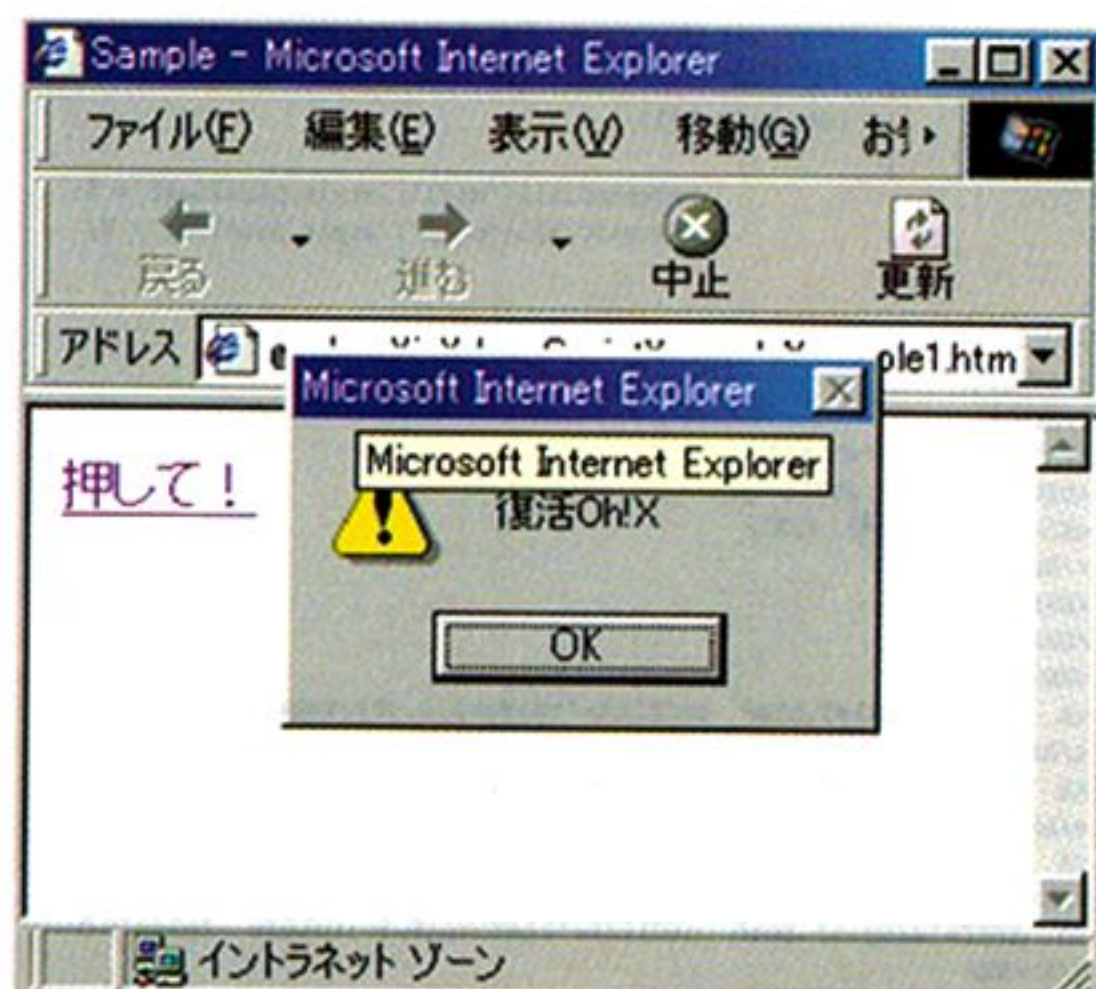 Sample - Microsoft Internet Explorer
ファイル(F) 編集(E) 表示(V) 移動(G)
戻る 進む 中止 更新
アドレス ple1.htm
Microsoft Internet Explorer
Microsoft Internet Explorer
押して！
復活Oh!X
OK
イントラネット ゾーン